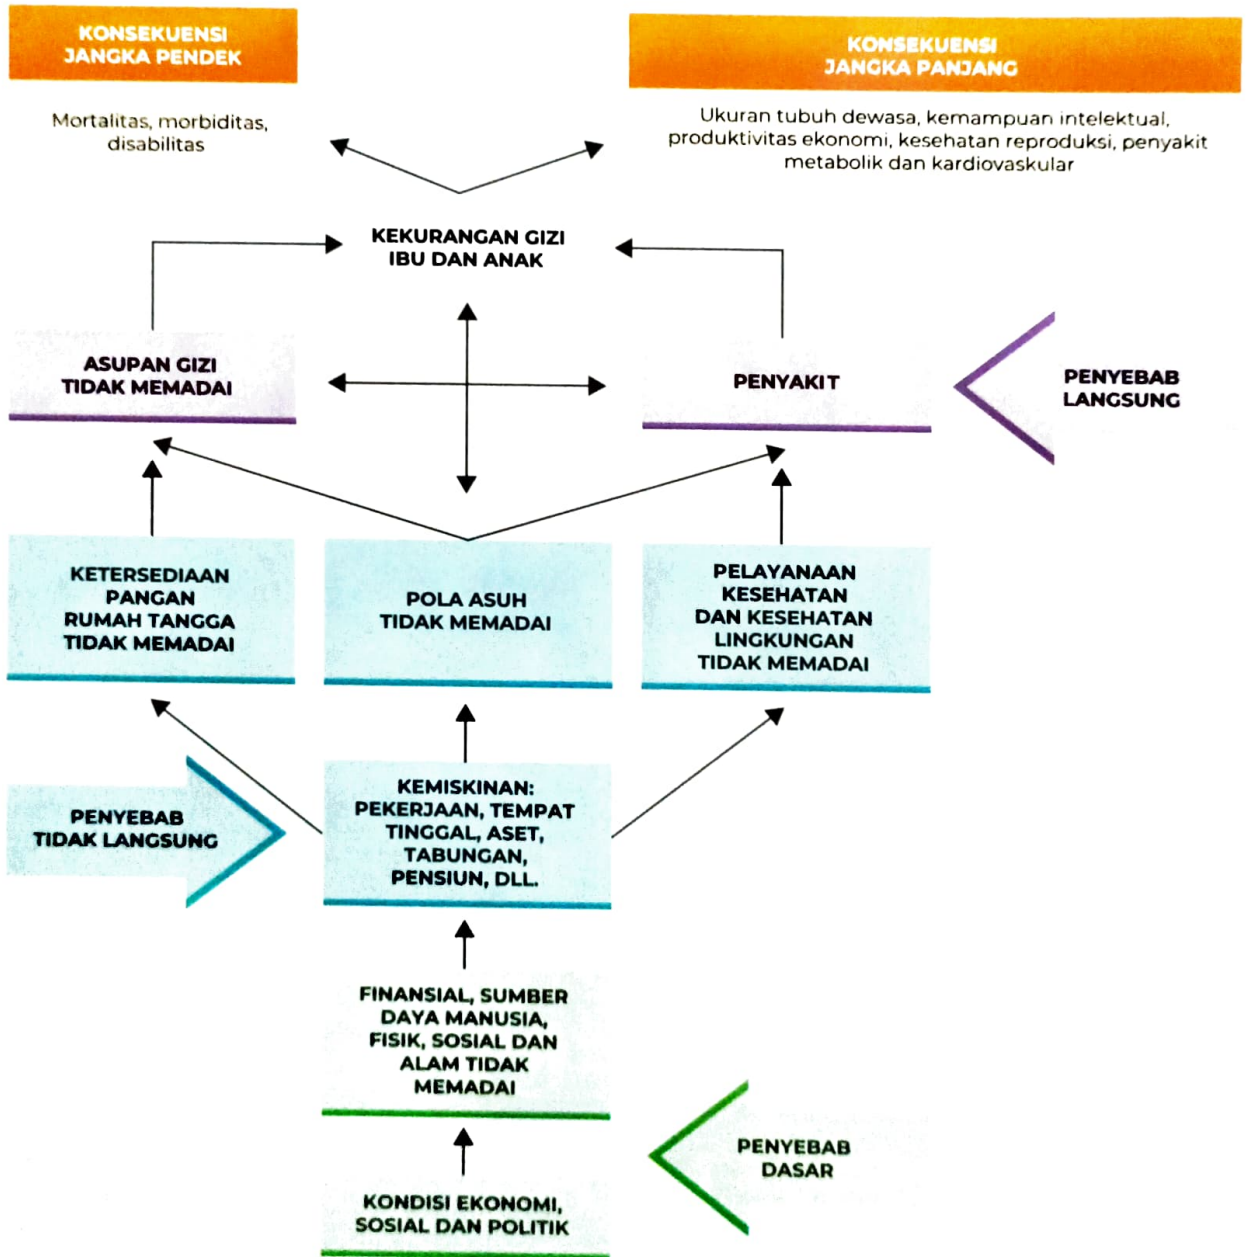 KONSEKUENSI
JANGKA PENDEK
KONSEKUENSI
JANGKA PANJANG
Mortalitas, morbiditas,
disabilitas
Ukuran tubuh dewasa, kemampuan intelektual,
produktivitas ekonomi, kesehatan reproduksi, penyakit
metabolik dan kardiovaskular
KEKURANGAN GIZI
IBU DAN ANAK
ASUPAN GIZI
TIDAK MEMADAI
PENYAKIT
PENYEBAB
LANGSUNG
KETERSEDIAAN
PANGAN
RUMAH TANGGA
TIDAK MEMADAI
POLA ASUH
TIDAK MEMADAI
PELAYANAAN
KESEHATAN
DAN KESEHATAN
LINGKUNGAN
TIDAK MEMADAI
PENYEBAB
TIDAK LANGSUNG
KEMISKINAN:
PEKERJAAN, TEMPAT
TINGGAL, ASET,
TABUNGAN,
PENSIUN, DLL.
FINANSIAL, SUMBER
DAYA MANUSIA,
FISIK, SOSIAL DAN
ALAM TIDAK
MEMADAI
PENYEBAB
DASAR
KONDISI EKONOMI,
SOSIAL DAN POLITIK